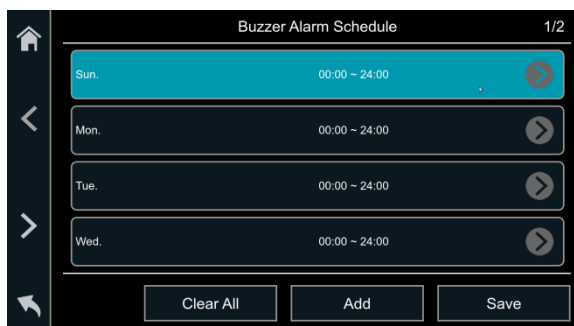 Buzzer Alarm Schedule 1/2
Sun. 00:00 ~ 24:00
Mon. 00:00 ~ 24:00
Tue. 00:00 ~ 24:00
Wed. 00:00 ~ 24:00
Clear All Add Save